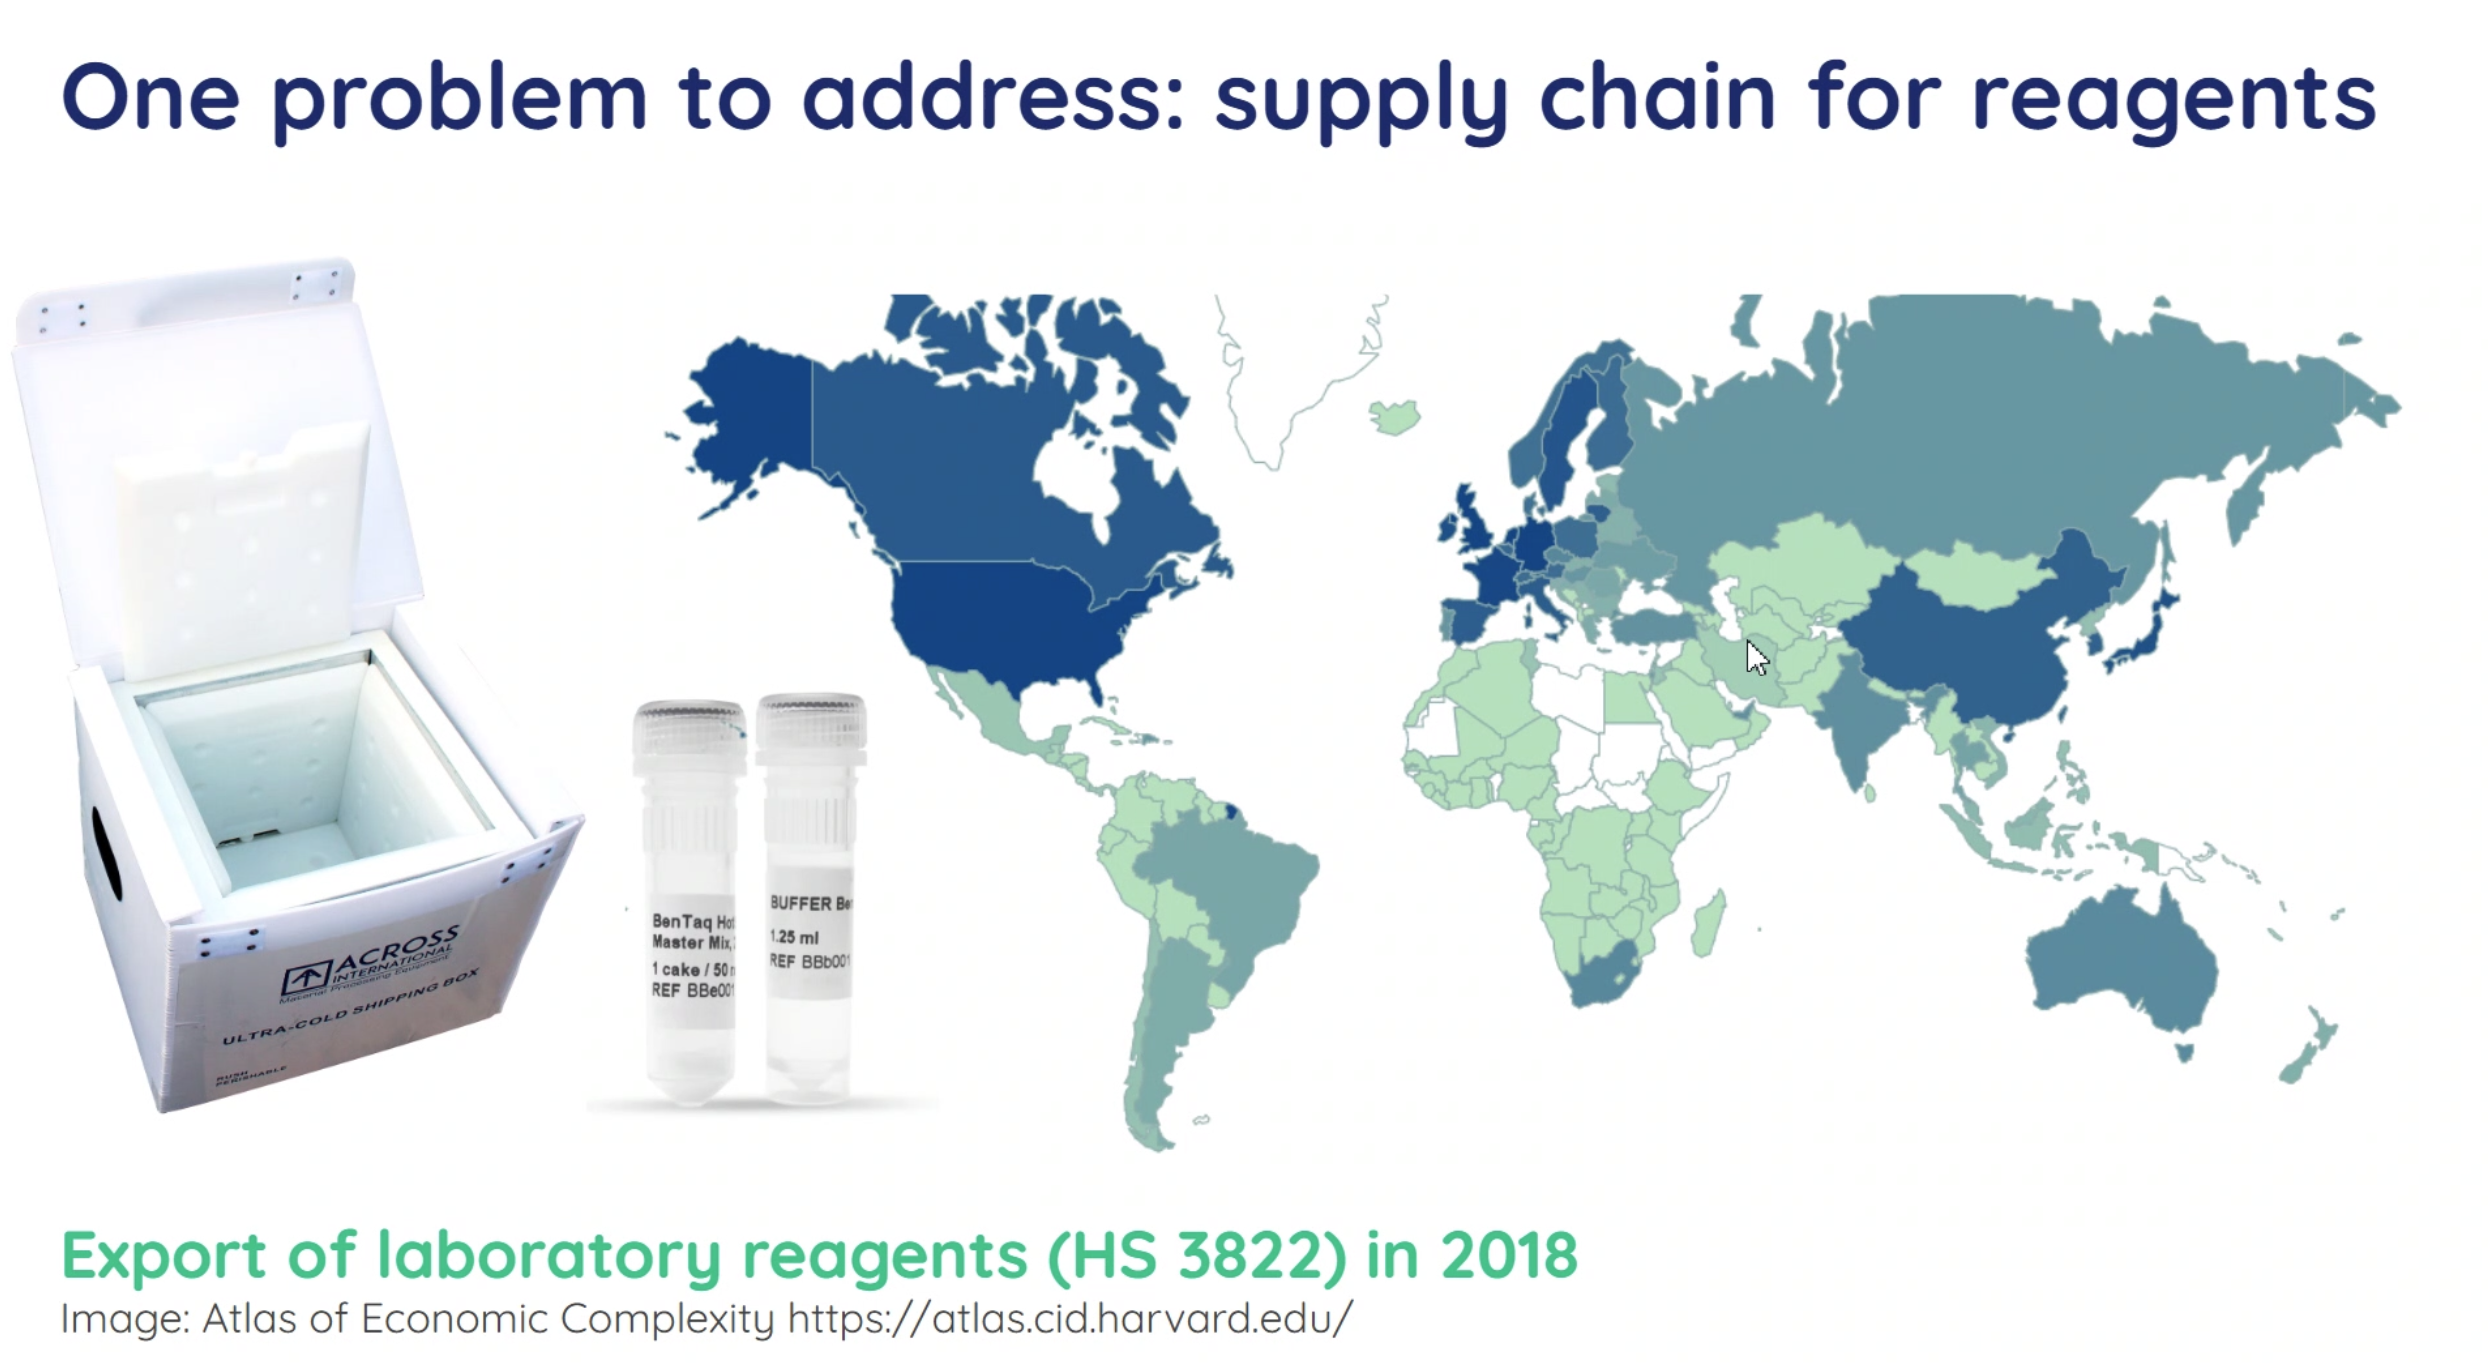 One problem to address: supply chain for reagents
ACROSS
INTERNATIONAL
Material Processing Equipment
ULTRA-COLD SHIPPING BOX
RUSH
PERISHABLE
BenTaq Hot
Master Mix,
1 cake / 50
REF BBe001
BUFFER Ben
1.25 ml
REF BBb001
Export of laboratory reagents (HS 3822) in 2018
Image: Atlas of Economic Complexity https://atlas.cid.harvard.edu/